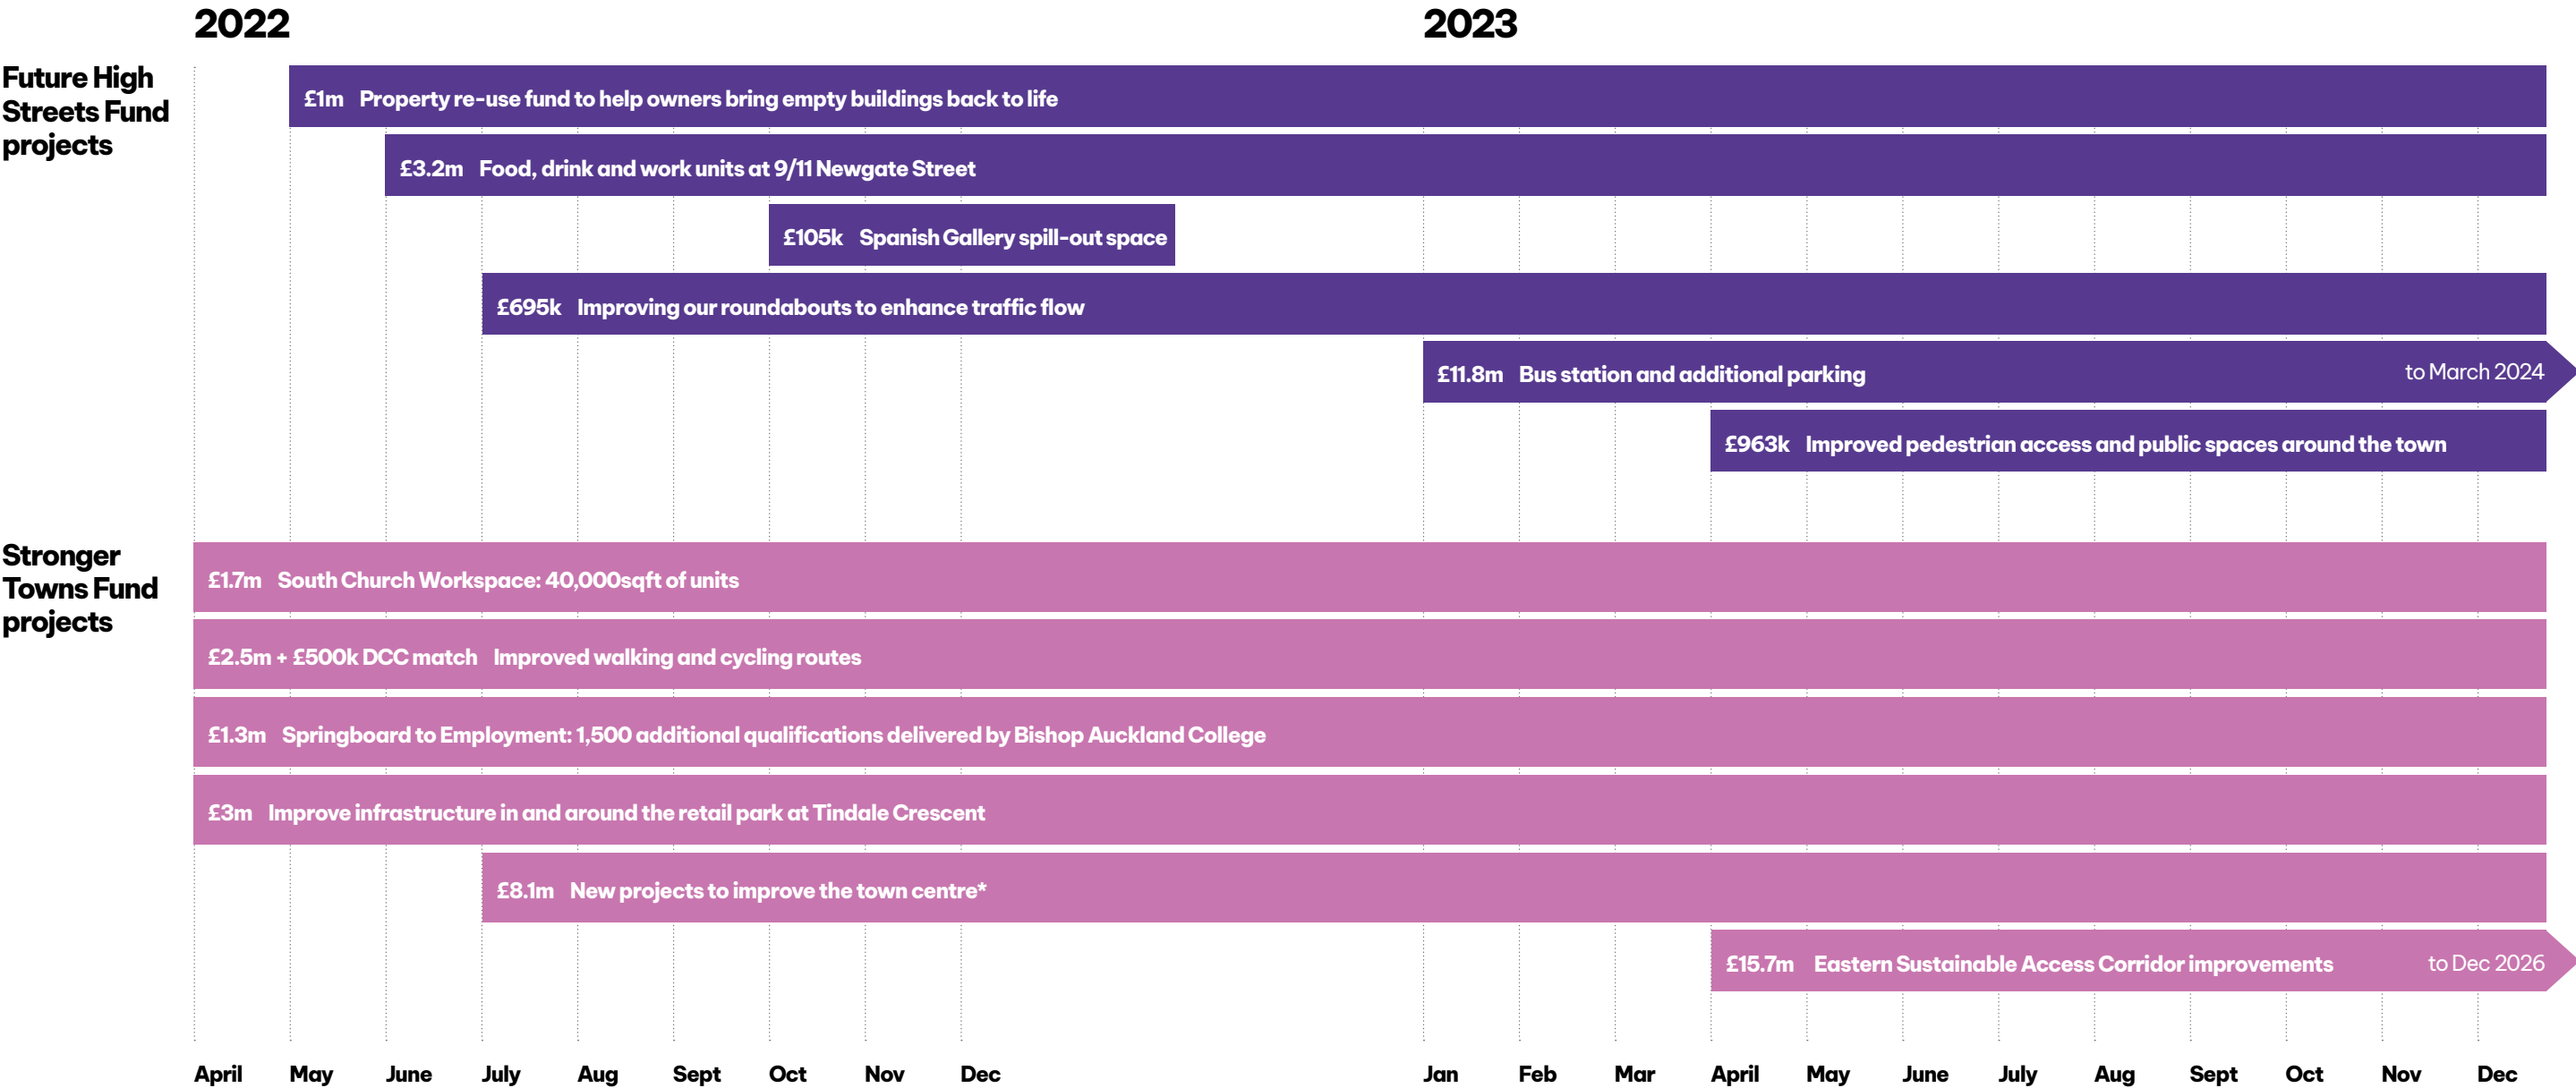 2022
2023
Future High
Streets Fund
projects
£1m Property re-use fund to help owners bring empty buildings back to life
£3.2m Food, drink and work units at 9/11 Newgate Street
£105k Spanish Gallery spill-out space
£695k Improving our roundabouts to enhance traffic flow
£11.8m Bus station and additional parking to March 2024
£963k Improved pedestrian access and public spaces around the town
Stronger
Towns Fund
projects
£1.7m South Church Workspace: 40,000sqft of units
£2.5m + £500k DCC match Improved walking and cycling routes
£1.3m Springboard to Employment: 1,500 additional qualifications delivered by Bishop Auckland College
£3m Improve infrastructure in and around the retail park at Tindale Crescent
£8.1m New projects to improve the town centre*
£15.7m Eastern Sustainable Access Corridor improvements to Dec 2026
April May June July Aug Sept Oct Nov Dec Jan Feb Mar April May June July Aug Sept Oct Nov Dec